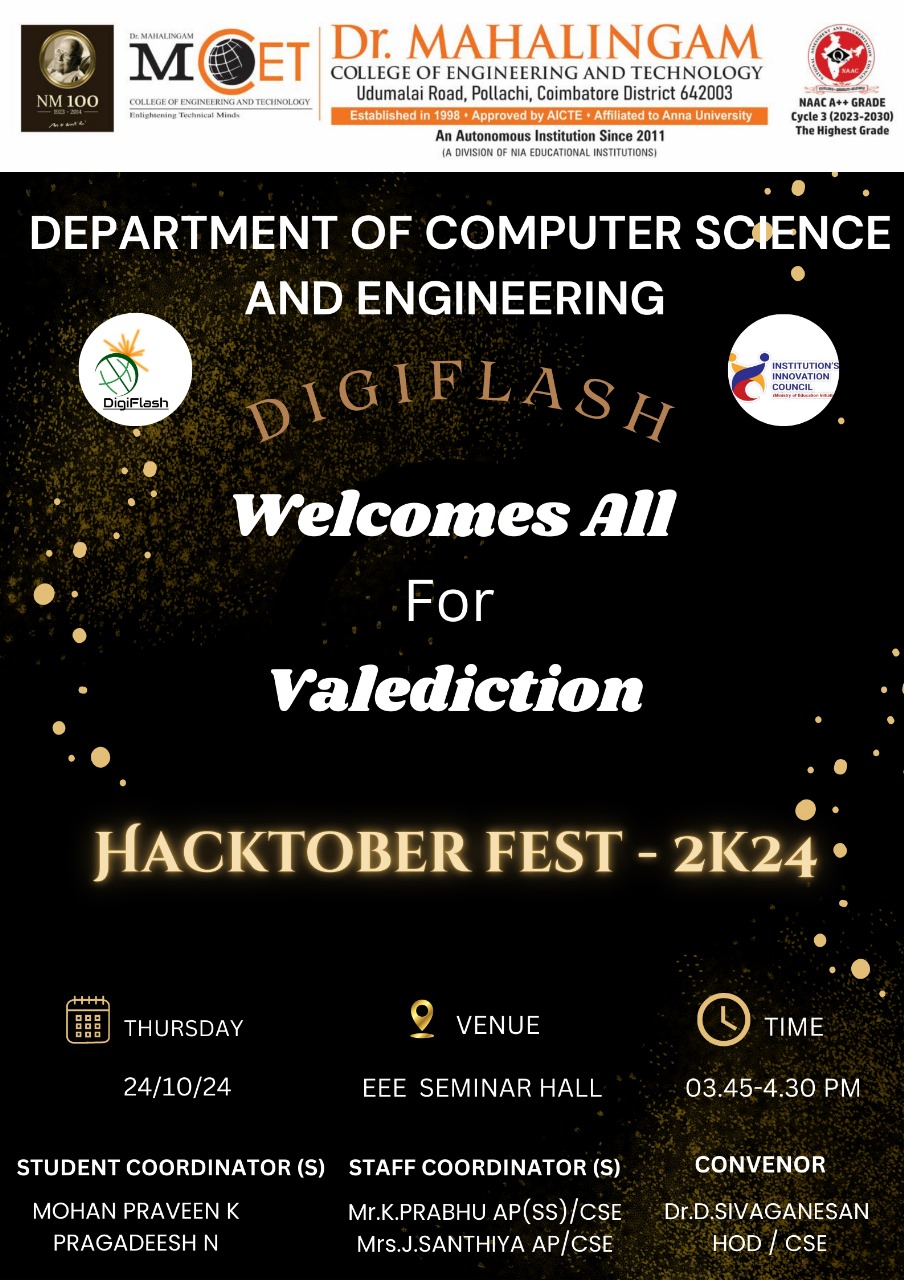 NM 100
1923 - 2014
Dr. MAHALINGAM
MCET
COLLEGE OF ENGINEERING AND TECHNOLOGY
Enlightening Technical Minds
Dr. MAHALINGAM
COLLEGE OF ENGINEERING AND TECHNOLOGY
Udumalai Road, Pollachi, Coimbatore District 642003
Established in 1998 • Approved by AICTE • Affiliated to Anna University
An Autonomous Institution Since 2011
(A DIVISION OF NIA EDUCATIONAL INSTITUTIONS)
NAAC
NAAC A++ GRADE
Cycle 3 (2023-2030)
The Highest Grade
DEPARTMENT OF COMPUTER SCIENCE
AND ENGINEERING
DigiFlash
DIGIFLASH
INSTITUTION'S
INNOVATION
COUNCIL
Welcomes All
For
Valediction
HACKTOBER FEST - 2K24
THURSDAY
24/10/24
VENUE
EEE SEMINAR HALL
TIME
03.45-4.30 PM
STUDENT COORDINATOR (S)
MOHAN PRAVEEN K
PRAGADEESH N
STAFF COORDINATOR (S)
Mr.K.PRABHU AP(SS)/CSE
Mrs.J.SANTHIYA AP/CSE
CONVENOR
Dr.D.SIVAGANESAN
HOD / CSE